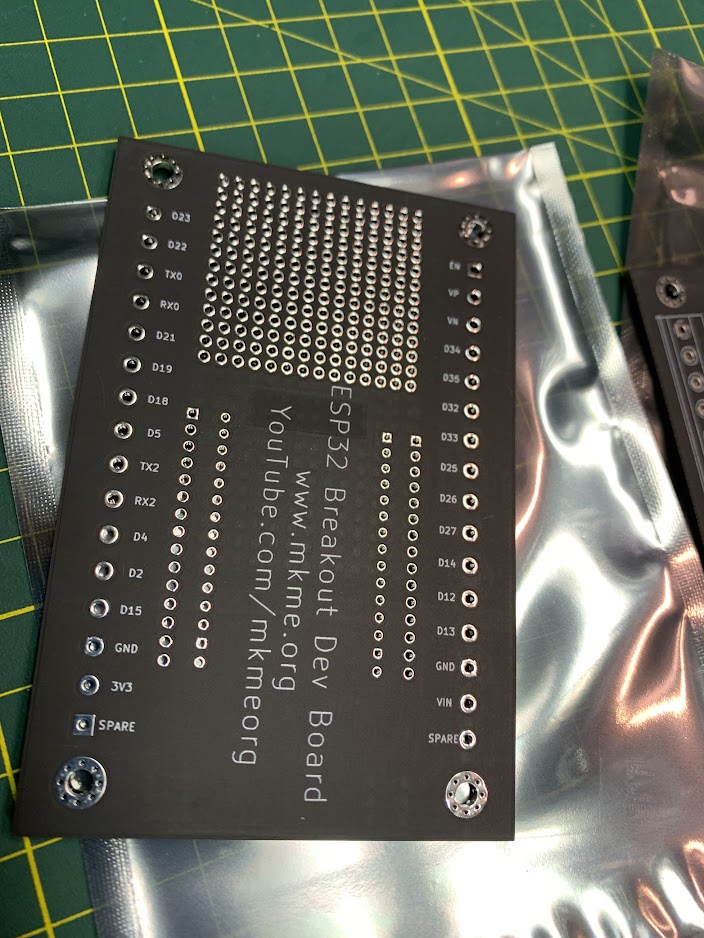 D23
D22
TX0
RX0
D21
D19
D18
D5
TX2
RX2
D4
D2
D15
GND
3V3
SPARE
ESP32 Breakout Dev Board
www.mkme.org
YouTube.com/mkmeorg
EN
VP
VN
D34
D35
D32
D33
D25
D26
D27
D14
D12
D13
GND
VIN
SPARE